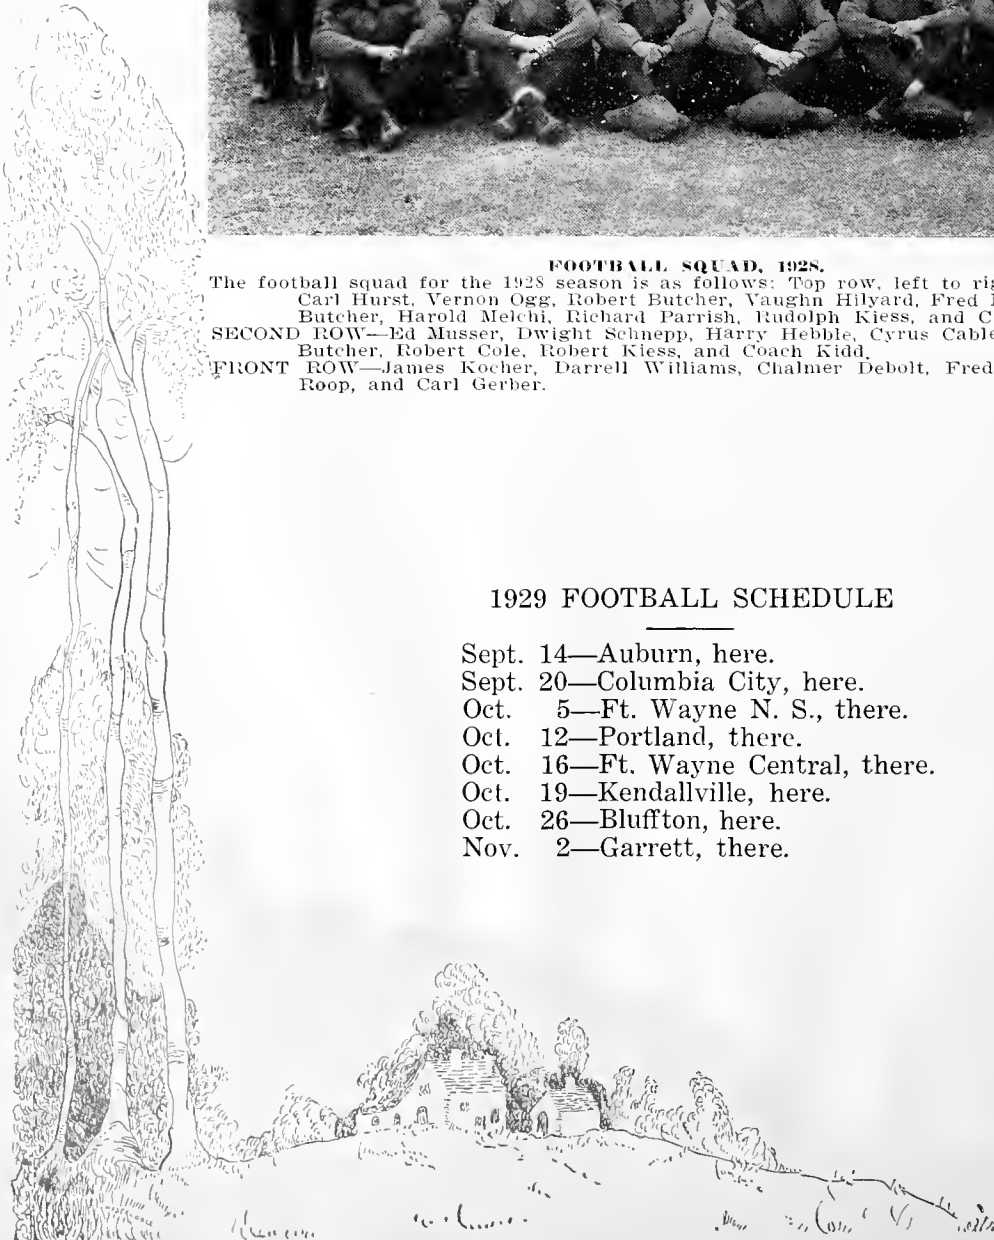 FOOTBALL SQUAD, 1928.
The football squad for the 1928 season is as follows: Top row, left to
Carl Hurst, Vernon Ogg, Robert Butcher, Vaughn Hilyard, Fred
Butcher, Harold Melchi, Richard Parrish, Rudolph Kiess, and
SECOND ROW—Ed Musser, Dwight Schnepp, Harry Hebble, Cyrus
Butcher, Robert Cole, Robert Kiess, and Coach Kidd.
FRONT ROW—James Kocher, Darrell Williams, Chalmer Debolt, Fred
Roop, and Carl Gerber.
1929 FOOTBALL SCHEDULE
Sept. 14—Auburn, here.
Sept. 20—Columbia City, here.
Oct. 5—Ft. Wayne N. S., there.
Oct. 12—Portland, there.
Oct. 16—Ft. Wayne Central, there.
Oct. 19—Kendallville, here.
Oct. 26—Bluffton, here.
Nov. 2—Garrett, there.